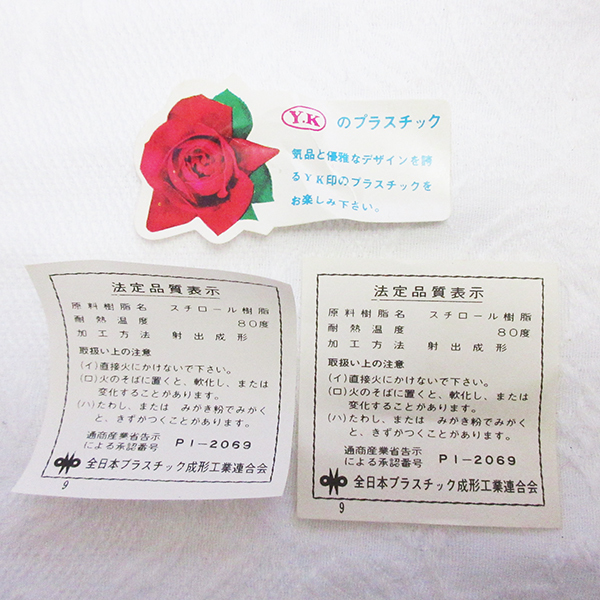 Y.K のプラスチック
気品と優雅なデザインを誇
るYK印のプラスチックを
お楽しみ下さい。
法定品質表示
原料樹脂名 スチロール樹脂
耐熱温度 80度
加工方法 射出成形
取扱い上の注意
(イ)直接火にかけないで下さい。
(ロ)火のそばに置くと、軟化し、または
変化することがあります。
(ハ)たわし、または みがき粉でみがく
と、きずがつくことがあります。
通商産業省告示
による承認番号 PI-2069
全日本プラスチック成形工業連合会
9
法定品質表示
原料樹脂名 スチロール樹脂
耐熱温度 80度
加工方法 射出成形
取扱い上の注意
(イ)直接火にかけないで下さい。
(ロ)火のそばに置くと、軟化し、または
変化することがあります。
(ハ)たわし、または みがき粉でみがく
と、きずがつくことがあります。
通商産業省告示
による承認番号 PI-2069
全日本プラスチック成形工業連合会
9